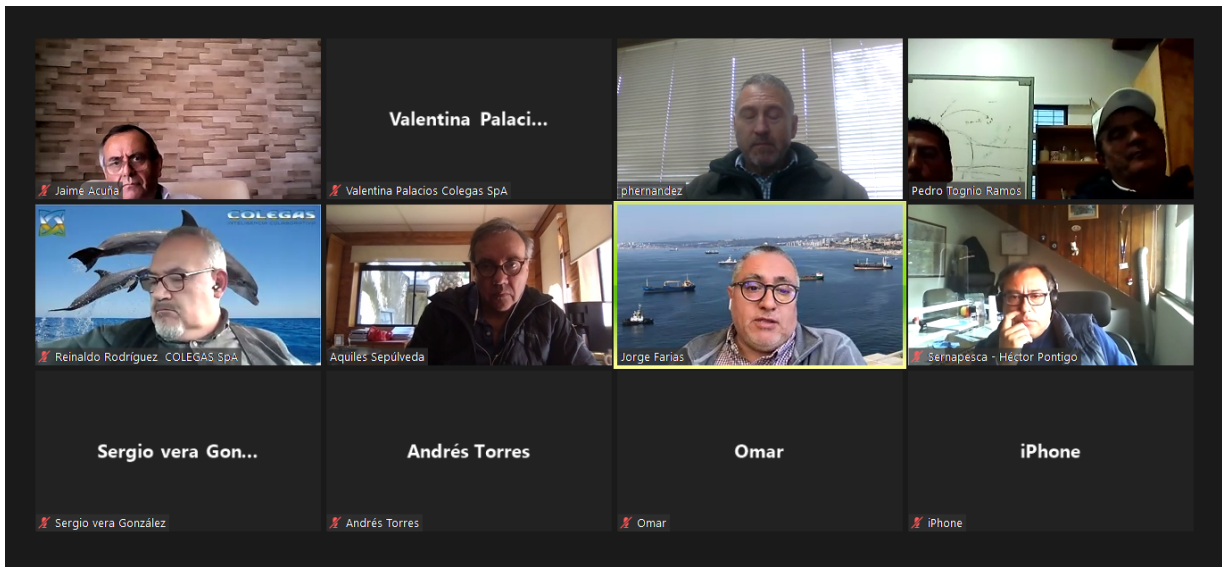 Jaime Acuña
Valentina Palaci...
Valentina Palacios Colegas SpA
phernandez
Pedro Tognio Ramos
COLEGAS
Reinaldo Rodríguez COLEGAS SpA
Aquiles Sepúlveda
Jorge Farias
Sernapesca - Héctor Pontigo
Sergio vera Gon...
Andrés Torres
Omar
iPhone
Sergio vera González
Andrés Torres
Omar
iPhone